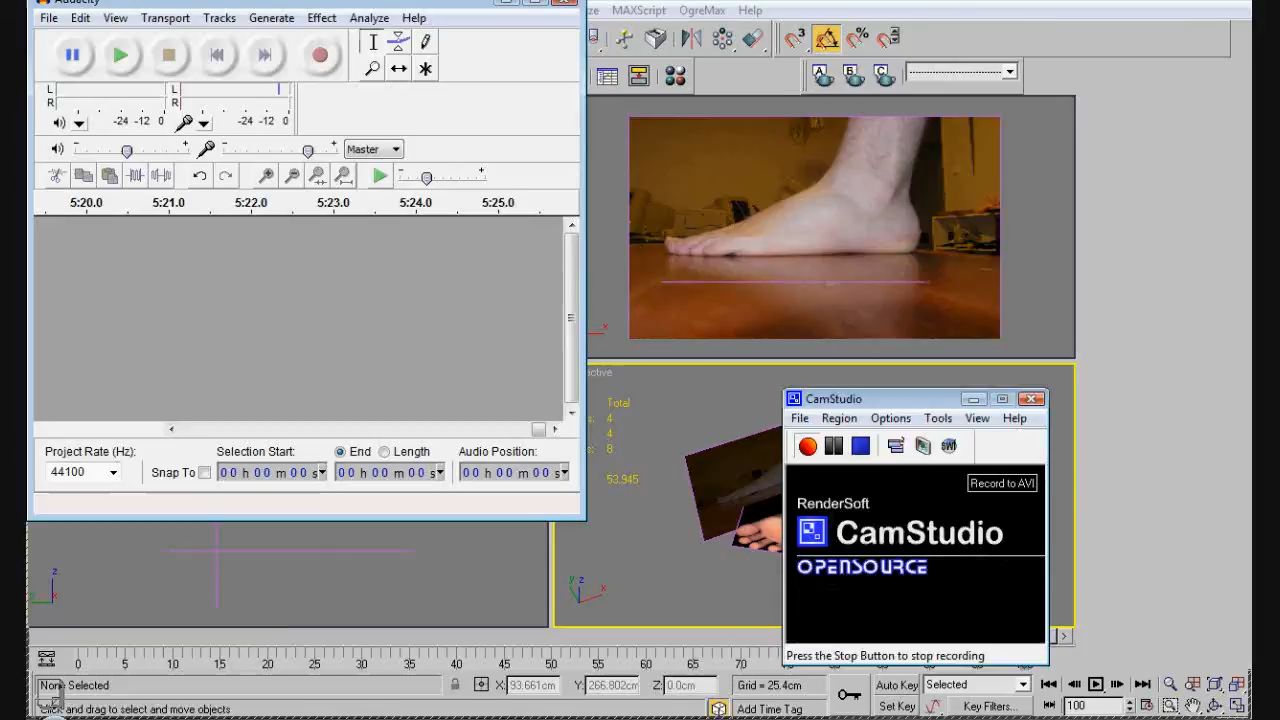 Audacity
File Edit View Transport Tracks Generate Effect Analyze Help
MAXScript OgreMax Help
L
R
L
R
-24 -12 0
-24 -12 0
Master
5:20.0 5:21.0 5:22.0 5:23.0 5:24.0 5:25.0
Project Rate (Hz):
44100
Snap To
Selection Start:
End
Length
Audio Position:
00 h 00 m 00 s
00 h 00 m 00 s
00 h 00 m 00 s
3
%
A
B
C
x
Total
4
4
8
53.945
CamStudio
File Region Options Tools View Help
Record to AVI
RenderSoft
CamStudio
OPENSOURCE
Press the Stop Button to stop recording
z
y
x
y
z
x
0 5 10 15 20 25 30 35 40 45 50 55 60 65 70
Selected
X: 93.661cm Y: 266.802cm Z: 0.0cm
Grid = 25.4cm
Auto Key
Selected
Click and drag to select and move objects
Add Time Tag
Set Key
Key Filters...
100